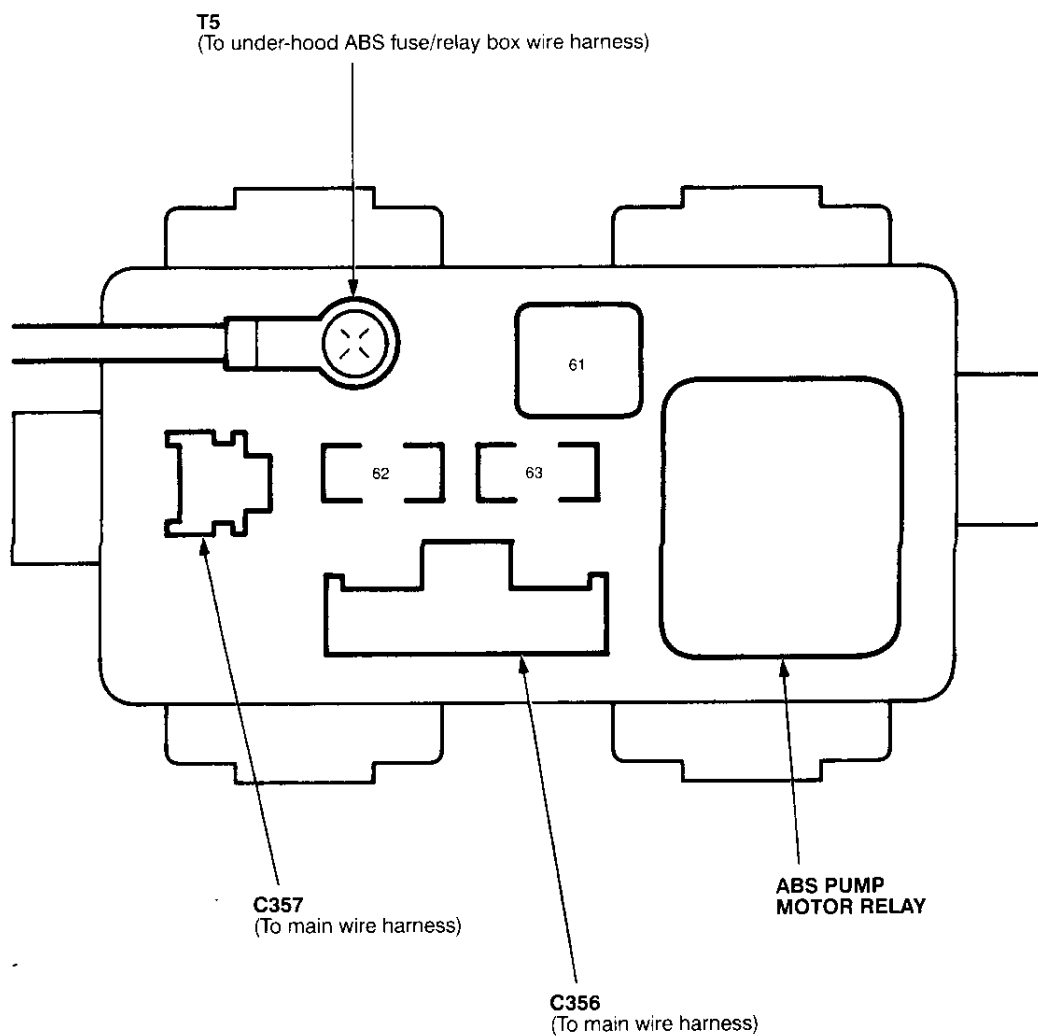 T5
(To under-hood ABS fuse/relay box wire harness)
61
62
63
C357
(To main wire harness)
ABS PUMP
MOTOR RELAY
C356
(To main wire harness)